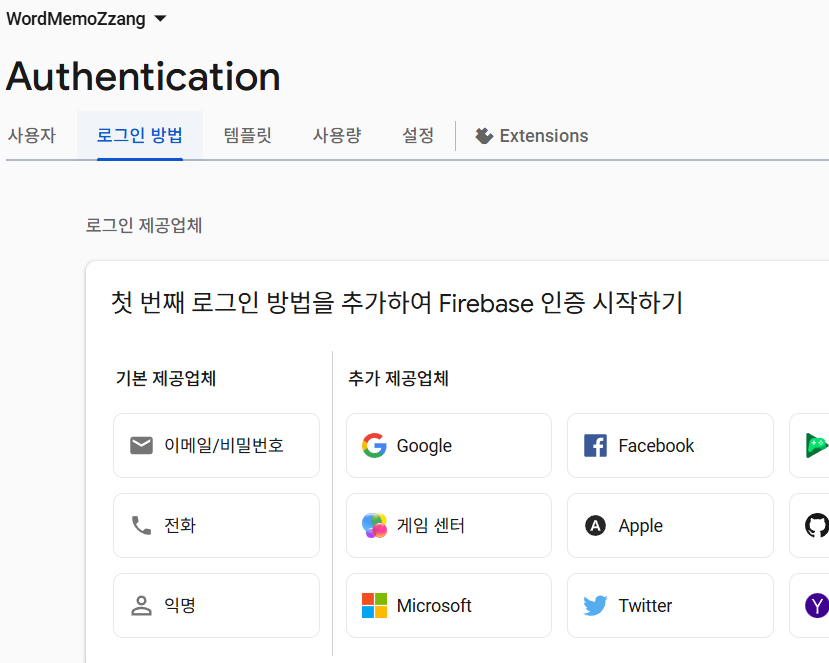 WordMemoZzang
Authentication
사용자 로그인 방법 템플릿 사용량 설정 Extensions
로그인 제공업체
첫 번째 로그인 방법을 추가하여 Firebase 인증 시작하기
기본 제공업체 추가 제공업체
이메일/비밀번호 Google Facebook
전화 게임 센터 Apple
익명 Microsoft Twitter